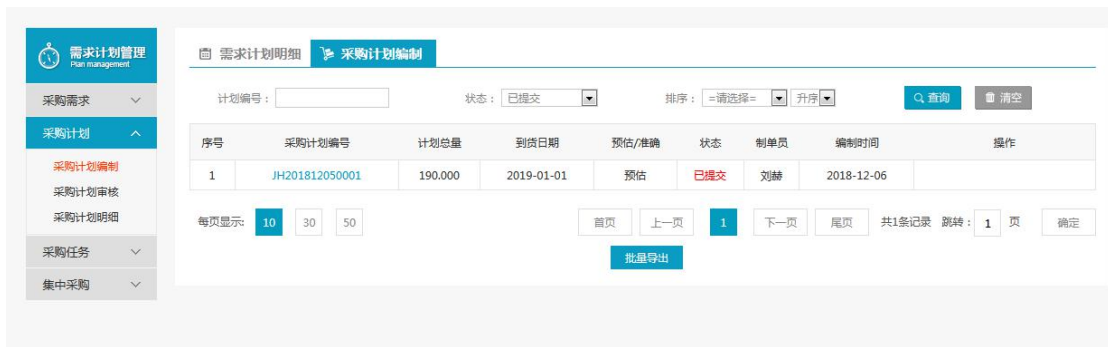 需求计划管理
Plan management
采购需求
采购计划
采购计划编制
采购计划审核
采购计划明细
采购任务
集中采购
需求计划明细 采购计划编制
计划编号： 状态： 已提交 排序： =请选择= 升序 查询 清空
序号 采购计划编号 计划总量 到货日期 预估/准确 状态 制单员 编制时间 操作
1 JH201812050001 190.000 2019-01-01 预估 已提交 刘赫 2018-12-06
每页显示: 10 30 50 首页 上一页 1 下一页 尾页 共1条记录 跳转： 1 页 确定
批量导出